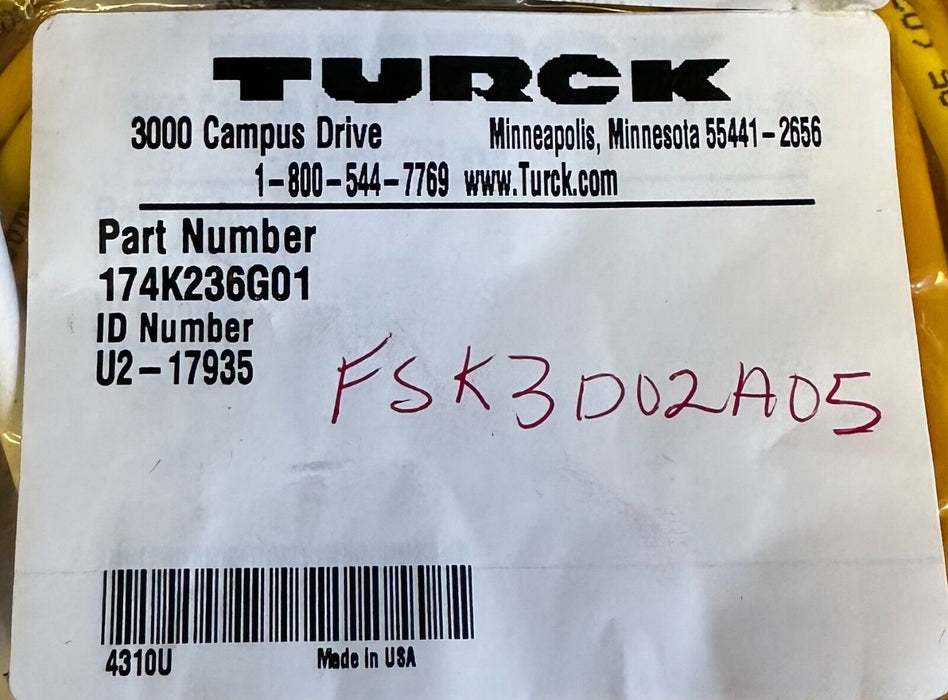 TURCK
3000 Campus Drive Minneapolis, Minnesota 55441-2656
1-800-544-7769 www.Turck.com
Part Number
174K236G01
ID Number
U2-17935
FSK3D02A05
4310U Made in USA